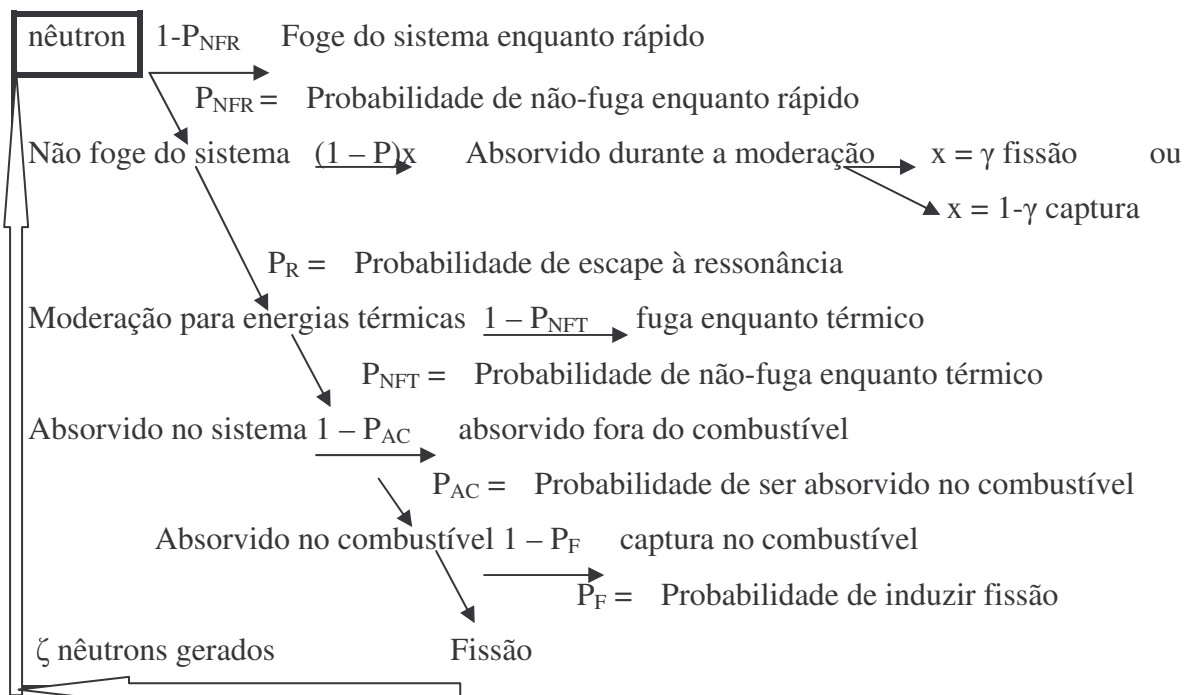 nêutron 1-P_NFR Foge do sistema enquanto rápido
P_NFR = Probabilidade de não-fuga enquanto rápido
Não foge do sistema (1 – P)x Absorvido durante a moderação x = γ fissão ou
x = 1-γ captura
P_R = Probabilidade de escape à ressonância
Moderação para energias térmicas 1 – P_NFT fuga enquanto térmico
P_NFT = Probabilidade de não-fuga enquanto térmico
Absorvido no sistema 1 – P_AC absorvido fora do combustível
P_AC = Probabilidade de ser absorvido no combustível
Absorvido no combustível 1 – P_F captura no combustível
P_F = Probabilidade de induzir fissão
ζ nêutrons gerados Fissão